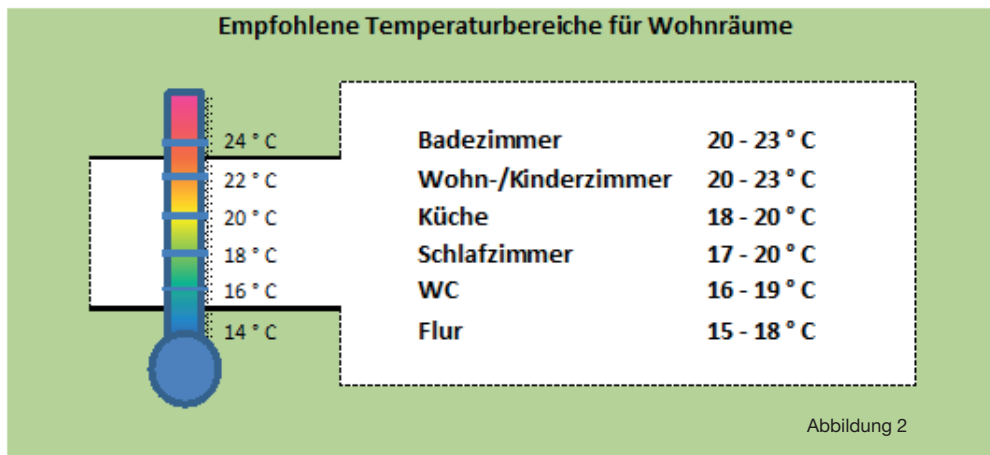 Empfohlene Temperaturbereiche für Wohnräume
24 ° C
22 ° C
20 ° C
18 ° C
16 ° C
14 ° C
Badezimmer 20 - 23 ° C
Wohn-/Kinderzimmer 20 - 23 ° C
Küche 18 - 20 ° C
Schlafzimmer 17 - 20 ° C
WC 16 - 19 ° C
Flur 15 - 18 ° C
Abbildung 2